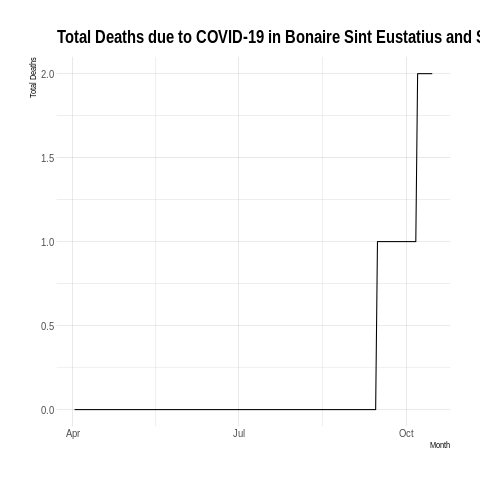 Total Deaths due to COVID-19 in Bonaire Sint Eustatius and S
Total Deaths
2.0
1.5
1.0
0.5
0.0
Apr Jul Oct
Month